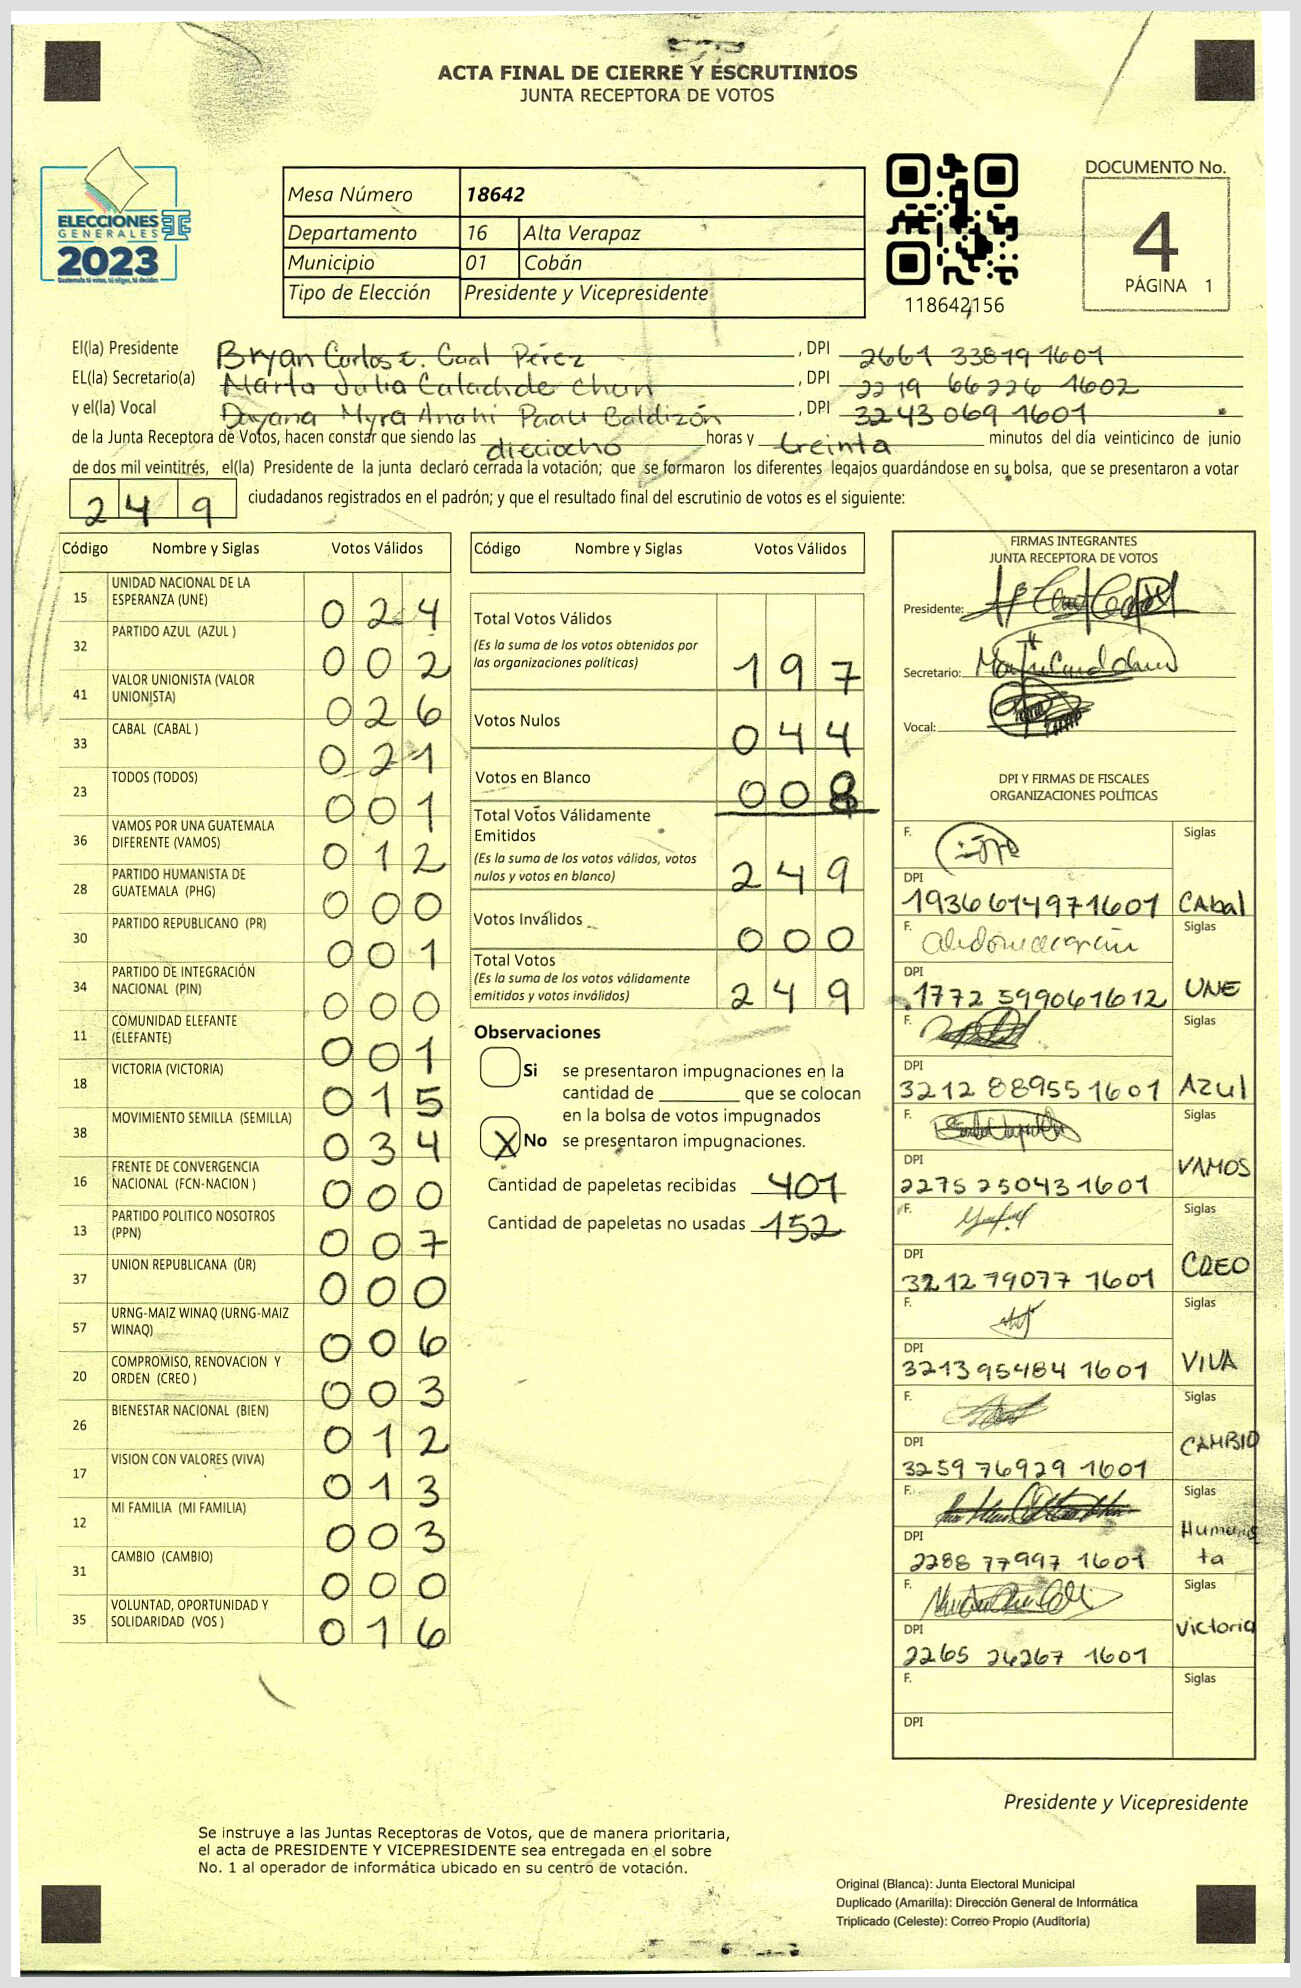 ACTA FINAL DE CIERRE Y ESCRUTINIOS
JUNTA RECEPTORA DE VOTOS
ELECCIONES
GENERALES
2023
Guatemala tú votas, tú eliges, tú decides
Mesa Número 18642
Departamento 16 Alta Verapaz
Municipio 01 Cobán
Tipo de Elección Presidente y Vicepresidente
118642156
DOCUMENTO No.
4
PÁGINA 1
El(la) Presidente Bryan Carlos E. Caal Pérez, DPI 2661 33819 1601
EL(la) Secretario(a) Marta Julia Calachde Chun, DPI 2219 66226 1602
y el(la) Vocal Dayana Myra Anahi Paau Baldizón, DPI 3243 069 1601
de la Junta Receptora de Votos, hacen constar que siendo las dieciocho horas y treinta minutos del día veinticinco de junio
de dos mil veintitrés, el(la) Presidente de la junta declaró cerrada la votación; que se formaron los diferentes legajos guardándose en su bolsa, que se presentaron a votar
249 ciudadanos registrados en el padrón; y que el resultado final del escrutinio de votos es el siguiente:
Código Nombre y Siglas Votos Válidos
15 UNIDAD NACIONAL DE LA ESPERANZA (UNE) 024
32 PARTIDO AZUL (AZUL ) 002
41 VALOR UNIONISTA (VALOR UNIONISTA) 026
33 CABAL (CABAL ) 021
23 TODOS (TODOS) 001
36 VAMOS POR UNA GUATEMALA DIFERENTE (VAMOS) 012
28 PARTIDO HUMANISTA DE GUATEMALA (PHG) 000
30 PARTIDO REPUBLICANO (PR) 001
34 PARTIDO DE INTEGRACIÓN NACIONAL (PIN) 000
11 COMUNIDAD ELEFANTE (ELEFANTE) 001
18 VICTORIA (VICTORIA) 015
38 MOVIMIENTO SEMILLA (SEMILLA) 034
16 FRENTE DE CONVERGENCIA NACIONAL (FCN-NACION ) 000
13 PARTIDO POLITICO NOSOTROS (PPN) 007
37 UNION REPUBLICANA (UR) 000
57 URNG-MAIZ WINAQ (URNG-MAIZ WINAQ) 006
20 COMPROMISO, RENOVACION Y ORDEN (CREO ) 003
26 BIENESTAR NACIONAL (BIEN) 012
17 VISION CON VALORES (VIVA) 013
12 MI FAMILIA (MI FAMILIA) 003
31 CAMBIO (CAMBIO) 000
35 VOLUNTAD, OPORTUNIDAD Y SOLIDARIDAD (VOS ) 016
Código Nombre y Siglas Votos Válidos
Total Votos Válidos 197
(Es la suma de los votos obtenidos por
las organizaciones políticas)
Votos Nulos 044
Votos en Blanco 008
Total Votos Válidamente
Emitidos 249
(Es la suma de los votos válidos, votos
nulos y votos en blanco)
Votos Inválidos 000
Total Votos 249
(Es la suma de los votos válidamente
emitidos y votos inválidos)
Observaciones
Si se presentaron impugnaciones en la
cantidad de ________ que se colocan
en la bolsa de votos impugnados
X No se presentaron impugnaciones.
Cantidad de papeletas recibidas 401
Cantidad de papeletas no usadas 152
FIRMAS INTEGRANTES
JUNTA RECEPTORA DE VOTOS
Presidente:
Secretario:
Vocal:
DPI Y FIRMAS DE FISCALES
ORGANIZACIONES POLÍTICAS
F. Siglas
DPI
1936614971601 CAbal
F. Siglas
DPI
1772 599061612 UNE
F. Siglas
DPI
3212 88955 1601 Azul
F. Siglas
DPI
2275 25043 1601 VAMOS
F. Siglas
DPI
3212 79077 1601 CREO
F. Siglas
DPI
3213 95484 1601 VIVA
F. Siglas
DPI
3259 76929 1601 CAMBIO
F. Siglas
DPI
2288 77997 1601 Humanista
F. Siglas
DPI
2265 26267 1601 Victoria
F. Siglas
DPI
Presidente y Vicepresidente
Se instruye a las Juntas Receptoras de Votos, que de manera prioritaria,
el acta de PRESIDENTE Y VICEPRESIDENTE sea entregada en el sobre
No. 1 al operador de informática ubicado en su centro de votación.
Original (Blanca): Junta Electoral Municipal
Duplicado (Amarilla): Dirección General de Informática
Triplicado (Celeste): Correo Propio (Auditoría)